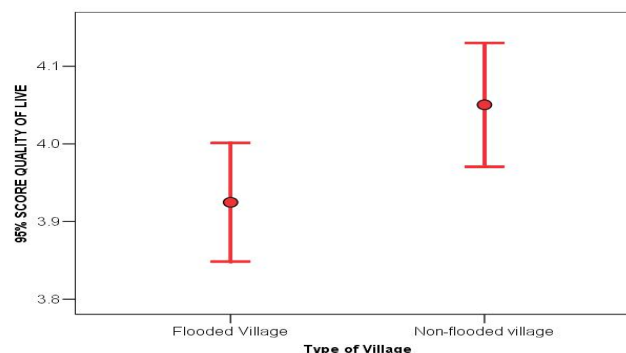 95% SCORE QUALITY OF LIVE
4.1
4.0
3.9
3.8
Flooded Village
Non-flooded village
Type of Village